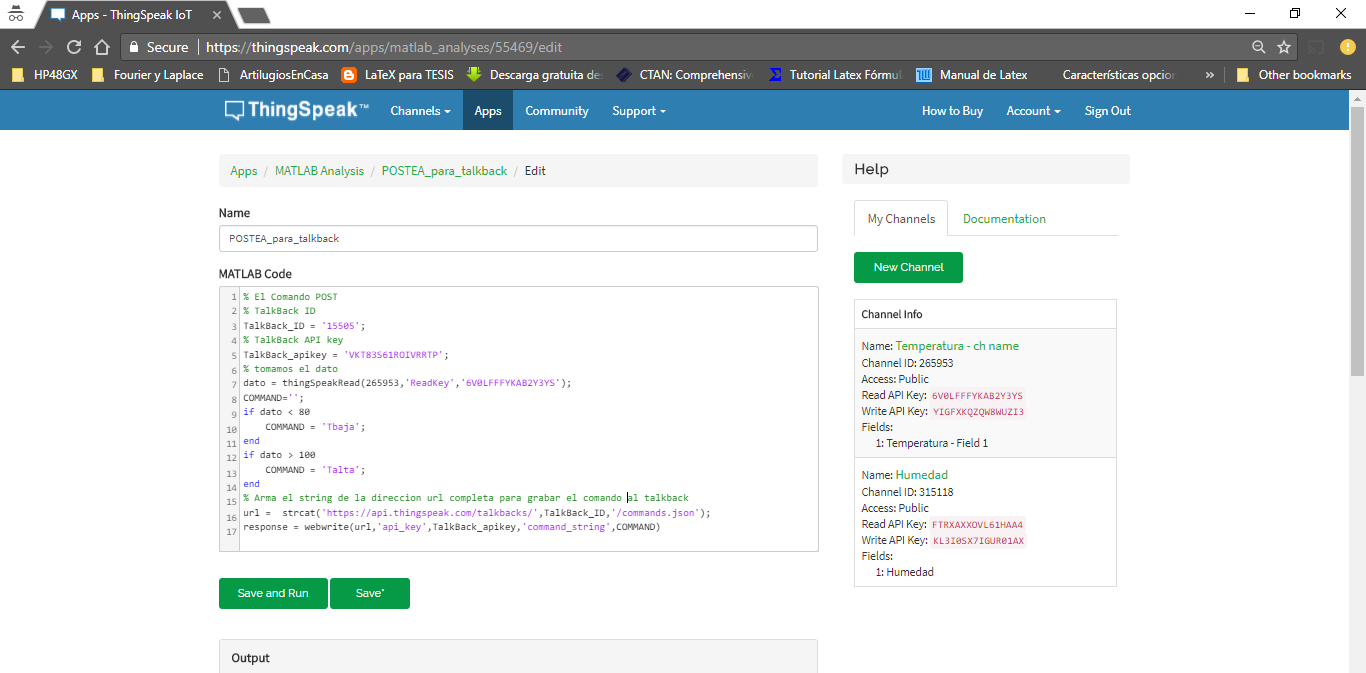 Apps - ThingSpeak IoT
Secure https://thingspeak.com/apps/matlab_analyses/55469/edit
HP48GX Fourier y Laplace ArtilugiosEnCasa LaTeX para TESIS Descarga gratuita de CTAN: Comprehensiv Tutorial Latex Fórmul Manual de Latex Características opcion » Other bookmarks
ThingSpeak™ Channels Apps Community Support How to Buy Account Sign Out
Apps / MATLAB Analysis / POSTEA_para_talkback / Edit
Name
POSTEA_para_talkback
MATLAB Code
1 % El Comando POST
2 % TalkBack ID
3 TalkBack_ID = '15505';
4 % TalkBack API key
5 TalkBack_apikey = 'VKT83S61ROIVRRTP';
6 % tomamos el dato
7 dato = thingSpeakRead(265953,'ReadKey','6V0LFFFYKAB2Y3YS');
8 COMMAND='';
9 if dato < 80
10 COMMAND = 'Tbaja';
11 end
12 if dato > 100
13 COMMAND = 'Talta';
14 end
15 % Arma el string de la direccion url completa para grabar el comando al talkback
16 url = strcat('https://api.thingspeak.com/talkbacks/',TalkBack_ID,'/commands.json');
17 response = webwrite(url,'api_key',TalkBack_apikey,'command_string',COMMAND)
Save and Run Save*
Output
Help
My Channels Documentation
New Channel
Channel Info
Name: Temperatura - ch name
Channel ID: 265953
Access: Public
Read API Key: 6V0LFFFYKAB2Y3YS
Write API Key: YIGFXKQZQW8WUZI3
Fields:
1: Temperatura - Field 1
Name: Humedad
Channel ID: 315118
Access: Public
Read API Key: FTRXAXXOVL61HAA4
Write API Key: KL3I0SX7IGUR01AX
Fields:
1: Humedad